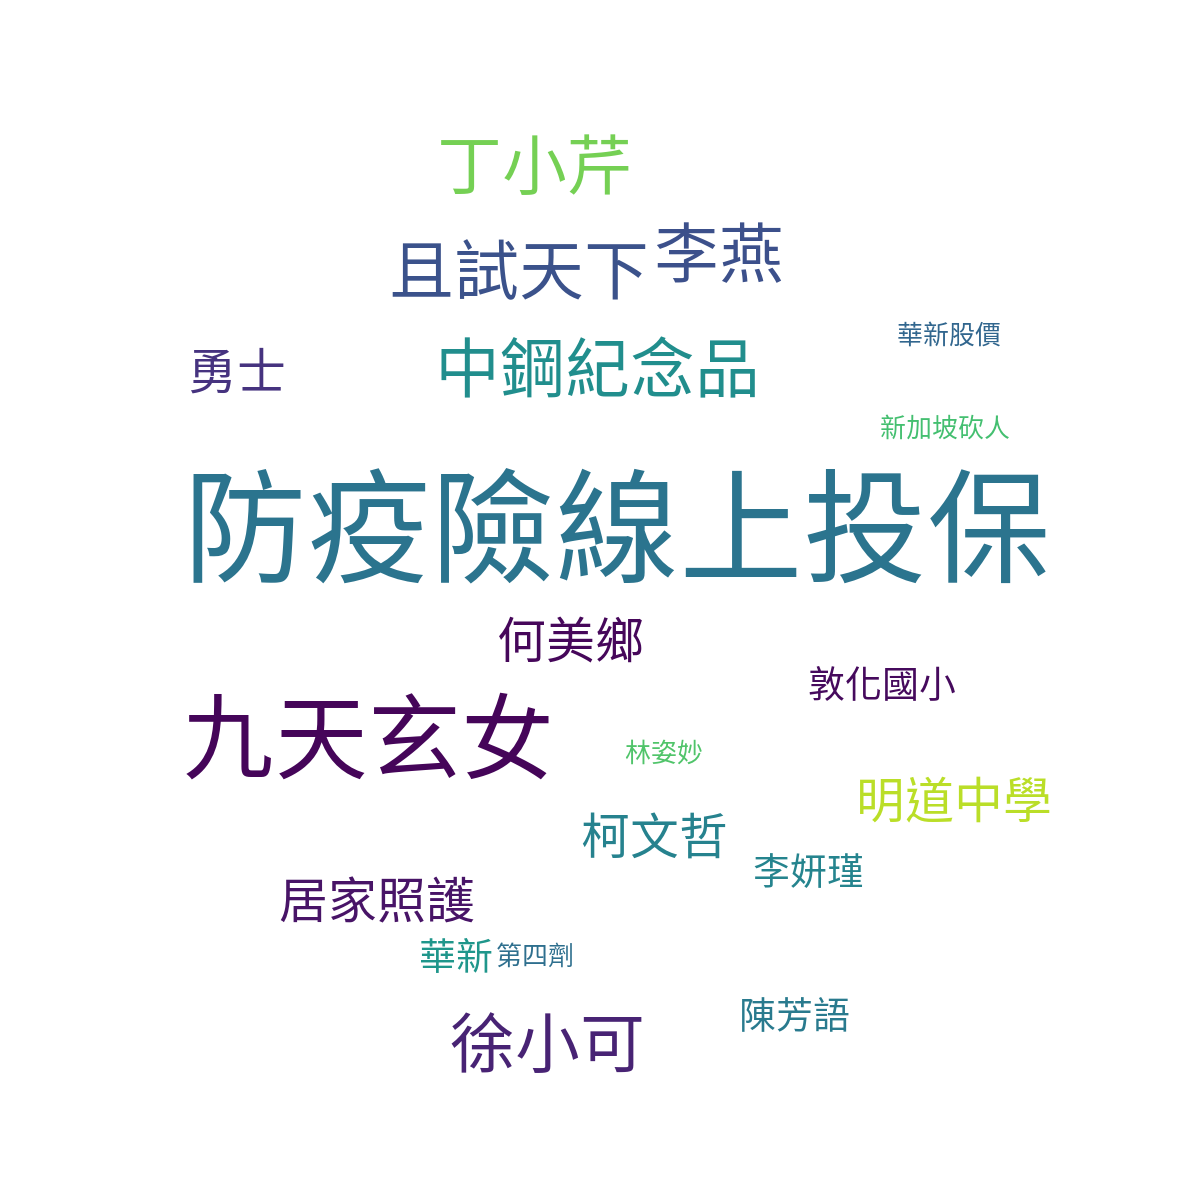 丁小芹
李燕
且試天下
華新股價
中鋼紀念品
勇士
新加坡砍人
防疫險線上投保
何美鄉
敦化國小
九天玄女
林姿妙
明道中學
柯文哲
李妍瑾
居家照護
華新
第四劑
陳芳語
徐小可